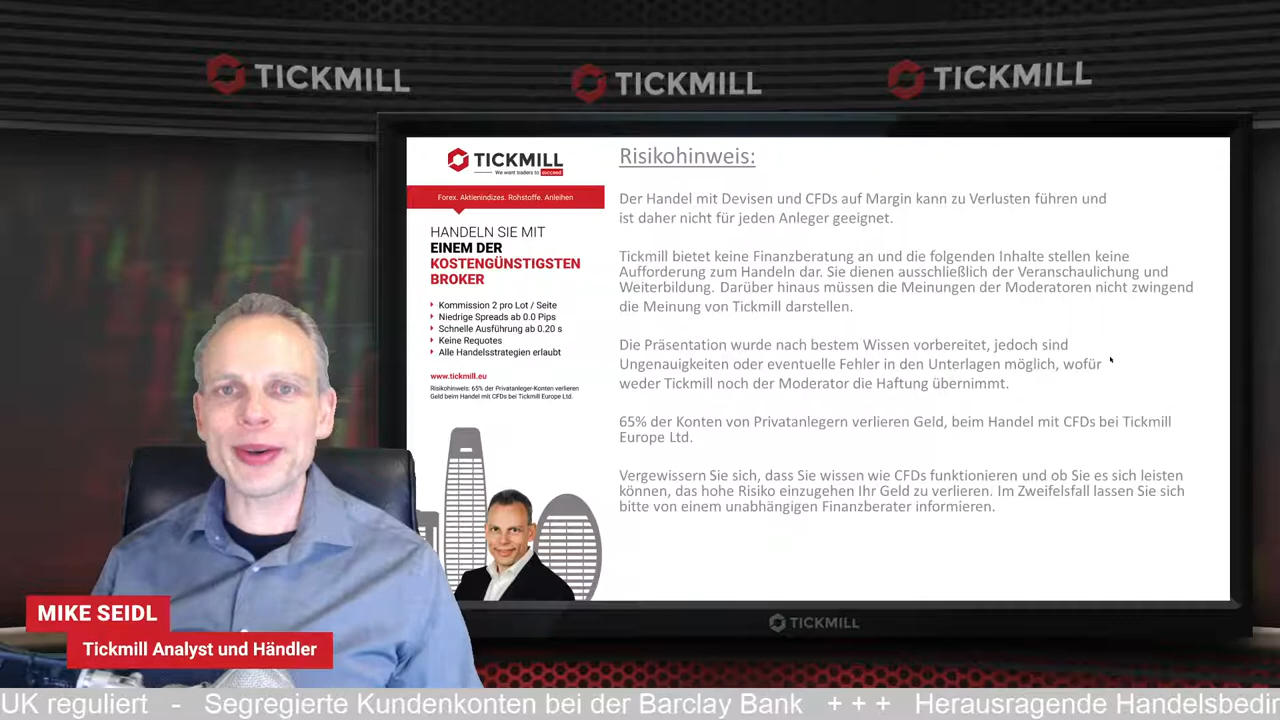 TICKMILL
TICKMILL
TICKMILL
TICKMILL
We want traders to succeed
Forex. Aktienindizes. Rohstoffe. Anleihen
HANDELN SIE MIT
EINEM DER
KOSTENGÜNSTIGSTEN
BROKER
Kommission 2 pro Lot / Seite
Niedrige Spreads ab 0.0 Pips
Schnelle Ausführung ab 0.20 s
Keine Requotes
Alle Handelsstrategien erlaubt
www.tickmill.eu
Risikohinweis: 65% der Privatanleger-Konten verlieren
Geld beim Handel mit CFDs bei Tickmill Europe Ltd.
Risikohinweis:
Der Handel mit Devisen und CFDs auf Margin kann zu Verlusten führen und
ist daher nicht für jeden Anleger geeignet.
Tickmill bietet keine Finanzberatung an und die folgenden Inhalte stellen keine
Aufforderung zum Handeln dar. Sie dienen ausschließlich der Veranschaulichung und
Weiterbildung. Darüber hinaus müssen die Meinungen der Moderatoren nicht zwingend
die Meinung von Tickmill darstellen.
Die Präsentation wurde nach bestem Wissen vorbereitet, jedoch sind
Ungenauigkeiten oder eventuelle Fehler in den Unterlagen möglich, wofür
weder Tickmill noch der Moderator die Haftung übernimmt.
65% der Konten von Privatanlegern verlieren Geld, beim Handel mit CFDs bei Tickmill
Europe Ltd.
Vergewissern Sie sich, dass Sie wissen wie CFDs funktionieren und ob Sie es sich leisten
können, das hohe Risiko einzugehen Ihr Geld zu verlieren. Im Zweifelsfall lassen Sie sich
bitte von einem unabhängigen Finanzberater informieren.
TICKMILL
MIKE SEIDL
Tickmill Analyst und Händler
UK reguliert - Segregierte Kundenkonten bei der Barclay Bank +++ Herausragende Handelsbedin